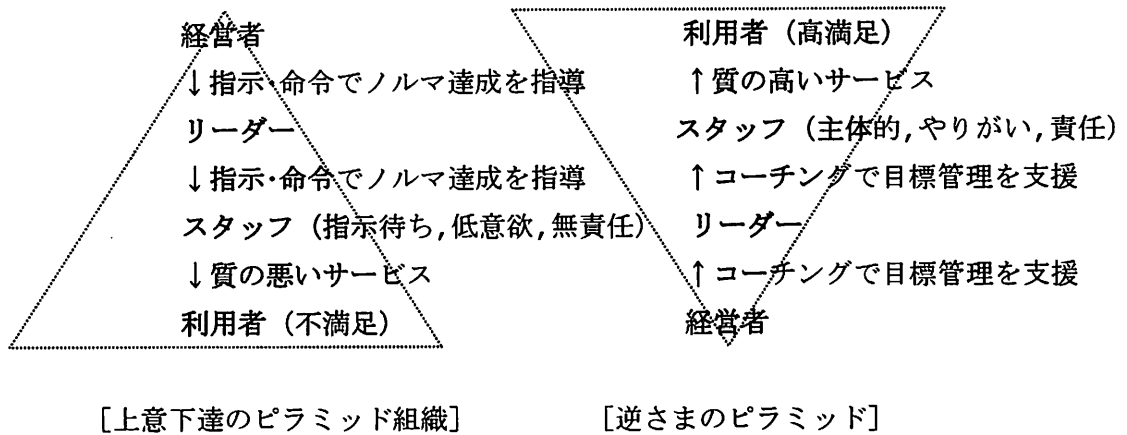 経営者
↓指示·命令でノルマ達成を指導
リーダー
↓指示·命令でノルマ達成を指導
スタッフ（指示待ち,低意欲,無責任）
↓質の悪いサービス
利用者（不満足）
[上意下達のピラミッド組織]
利用者（高満足）
↑質の高いサービス
スタッフ（主体的,やりがい,責任）
↑コーチングで目標管理を支援
リーダー
↑コーチングで目標管理を支援
経営者
[逆さまのピラミッド]